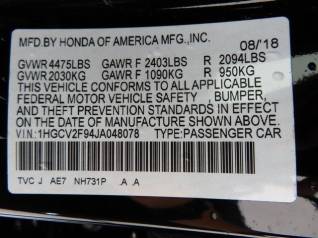 MFD.BY HONDA OF AMERICA MFG.,INC.
08/'18
GVWR 4475LBS GAWR F 2403LBS R 2094LBS
GVWR 2030KG GAWR F 1090KG R 950KG
THIS VEHICLE CONFORMS TO ALL APPLICABLE
FEDERAL MOTOR VEHICLE SAFETY, BUMPER,
AND THEFT PREVENTION STANDARDS IN EFFECT
ON THE DATE OF MANUFACTURE SHOWN ABOVE.
V.I.N.:1HGCV2F94JA048078 TYPE:PASSENGER CAR
TVC J AE7 NH731P .A .A